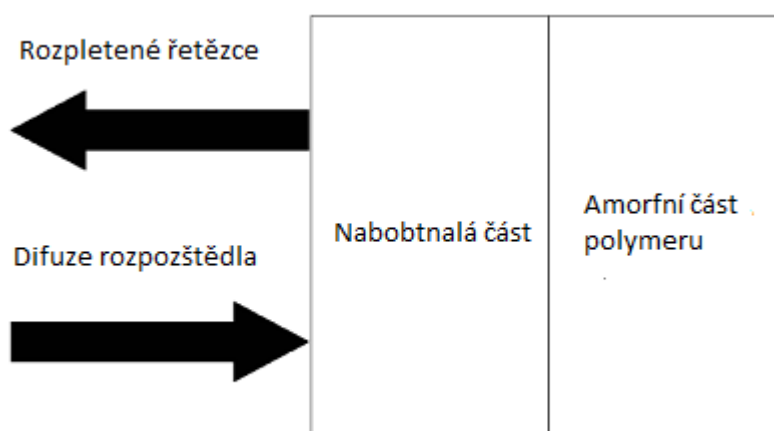 Rozpletené řetězce
Difuze rozpozštědla
Nabobtnalá část
Amorfní část
polymeru